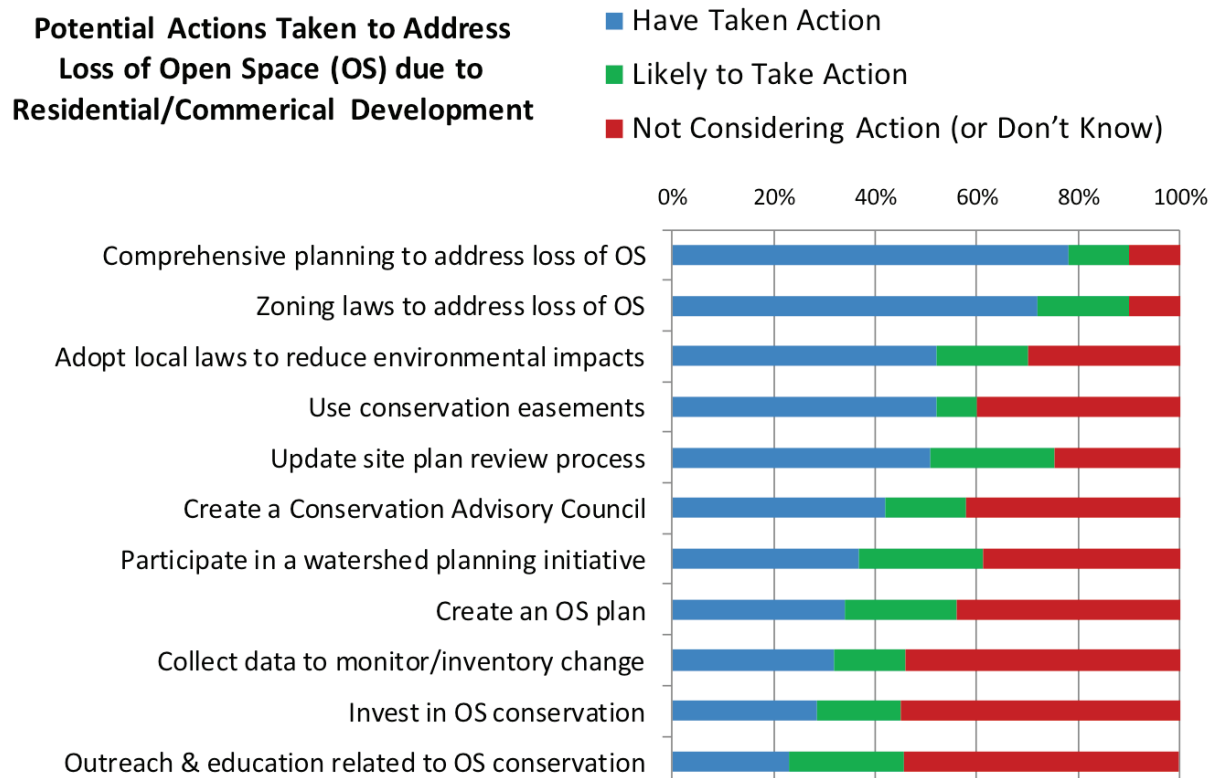 Potential Actions Taken to Address
Loss of Open Space (OS) due to
Residential/Commerical Development
Have Taken Action
Likely to Take Action
Not Considering Action (or Don't Know)
0% 20% 40% 60% 80% 100%
Comprehensive planning to address loss of OS
Zoning laws to address loss of OS
Adopt local laws to reduce environmental impacts
Use conservation easements
Update site plan review process
Create a Conservation Advisory Council
Participate in a watershed planning initiative
Create an OS plan
Collect data to monitor/inventory change
Invest in OS conservation
Outreach & education related to OS conservation